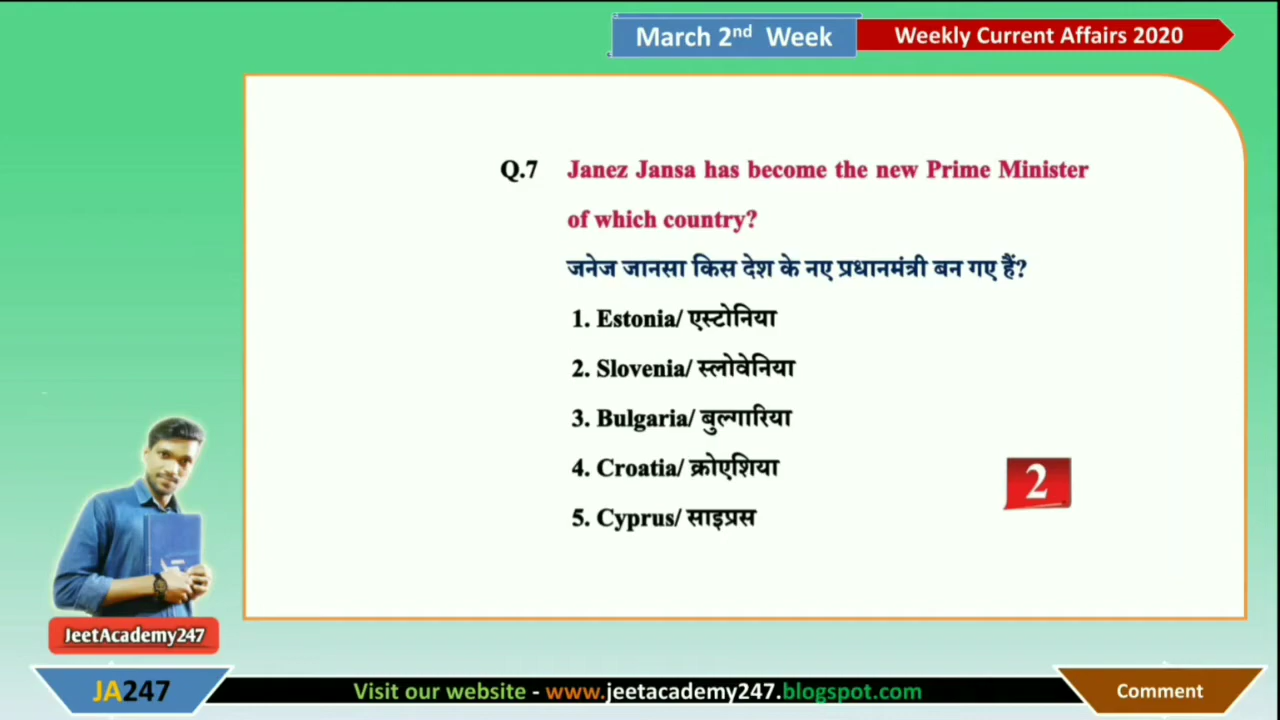 March 2nd Week
Weekly Current Affairs 2020
Q.7 Janez Jansa has become the new Prime Minister
of which country?
जनेज जानसा किस देश के नए प्रधानमंत्री बन गए हैं?
1. Estonia/ एस्टोनिया
2. Slovenia/ स्लोवेनिया
3. Bulgaria/ बुल्गारिया
4. Croatia/ क्रोएशिया
5. Cyprus/ साइप्रस
2
JeetAcademy247
JA247
Visit our website - www.jeetacademy247.blogspot.com
Comment